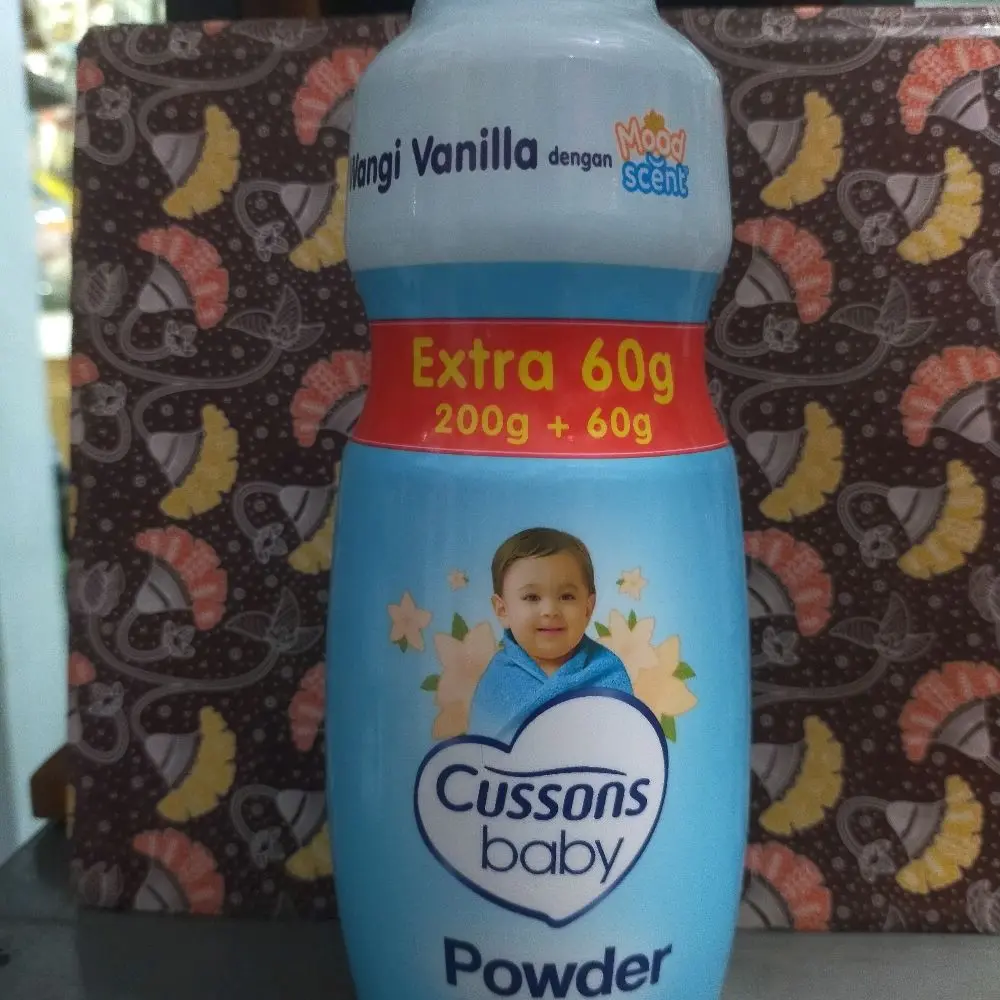 Wangi Vanilla dengan Mood scent
Extra 60g
200g + 60g
Cussons
baby
Powder